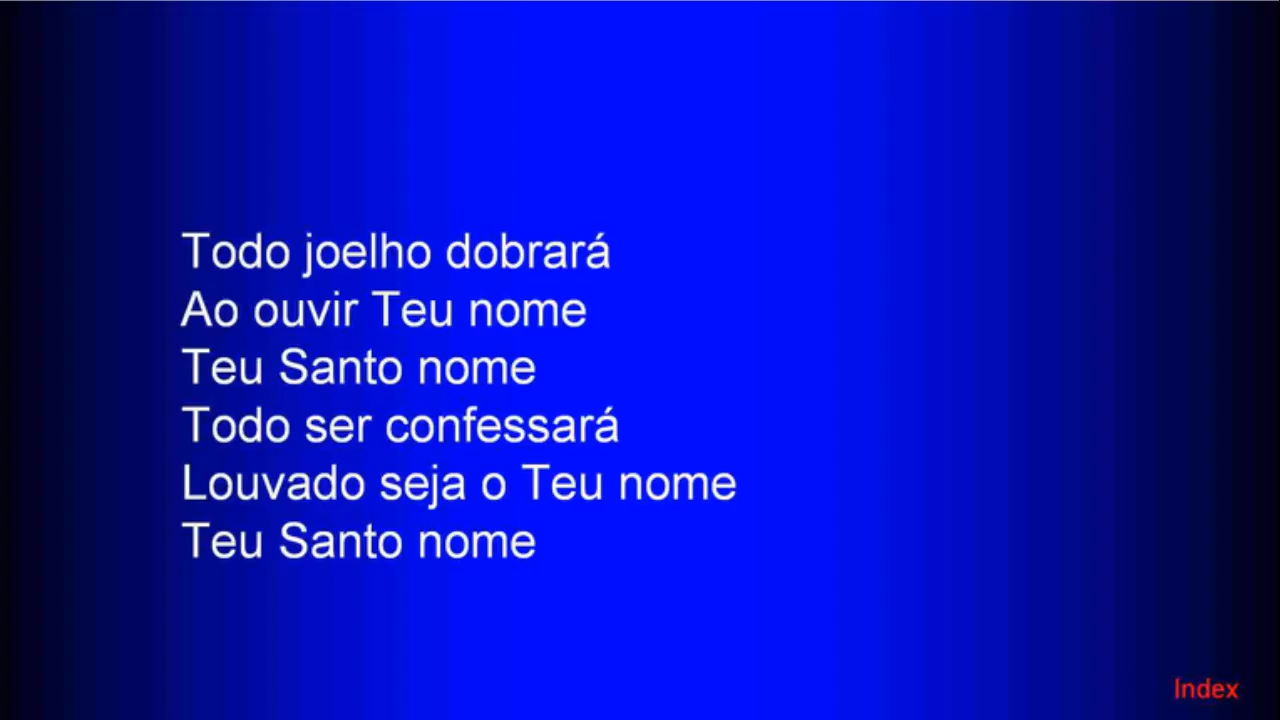 Todo joelho dobrará
Ao ouvir Teu nome
Teu Santo nome
Todo ser confessará
Louvado seja o Teu nome
Teu Santo nome
Index